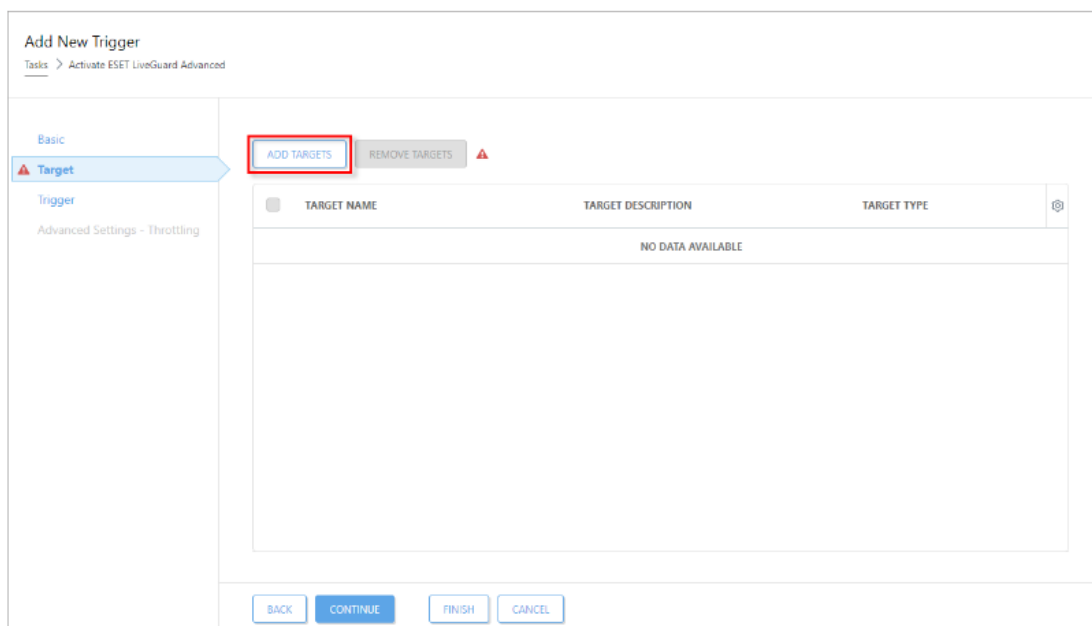 Add New Trigger
Tasks > Activate ESET LiveGuard Advanced
Basic
Target
Trigger
Advanced Settings - Throttling
ADD TARGETS REMOVE TARGETS
TARGET NAME TARGET DESCRIPTION TARGET TYPE
NO DATA AVAILABLE
BACK CONTINUE FINISH CANCEL